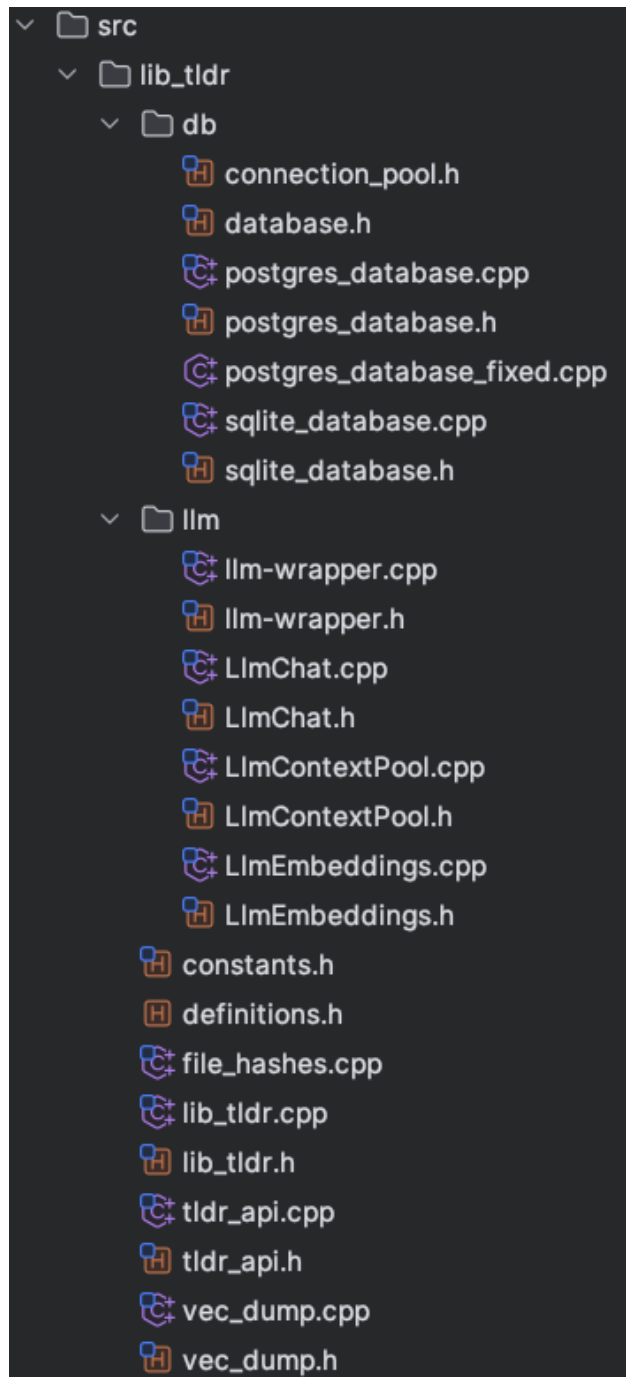 src
lib_tldr
db
connection_pool.h
database.h
postgres_database.cpp
postgres_database.h
postgres_database_fixed.cpp
sqlite_database.cpp
sqlite_database.h
llm
llm-wrapper.cpp
llm-wrapper.h
LlmChat.cpp
LlmChat.h
LlmContextPool.cpp
LlmContextPool.h
LlmEmbeddings.cpp
LlmEmbeddings.h
constants.h
definitions.h
file_hashes.cpp
lib_tldr.cpp
lib_tldr.h
tldr_api.cpp
tldr_api.h
vec_dump.cpp
vec_dump.h